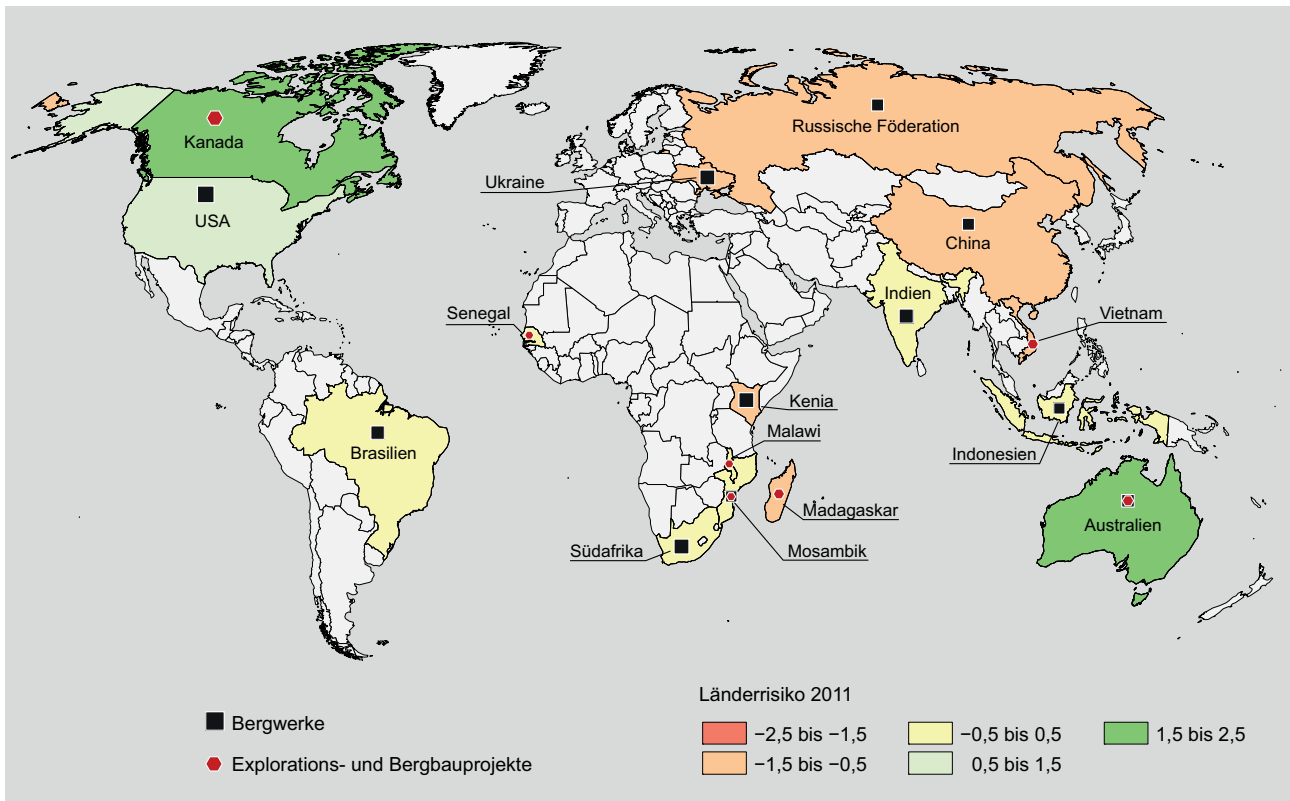 Kanada
USA
Brasilien
Senegal
Ukraine
Russische Föderation
China
Indien
Vietnam
Kenia
Malawi
Madagaskar
Mosambik
Südafrika
Indonesien
Australien
Bergwerke
Explorations- und Bergbauprojekte
Länderrisiko 2011
−2,5 bis −1,5
−1,5 bis −0,5
−0,5 bis 0,5
0,5 bis 1,5
1,5 bis 2,5